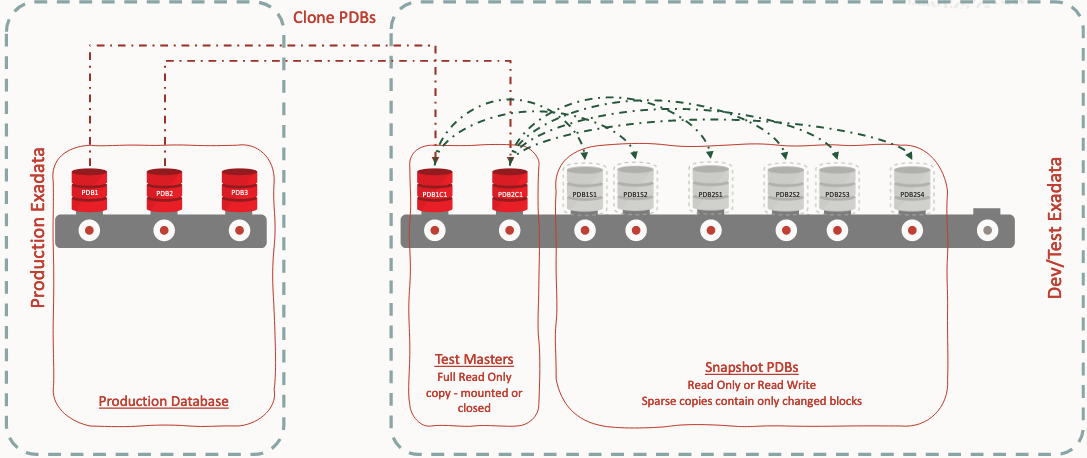 Clone PDBs
Production Exadata
PDB1
PDB2
PDB3
Production Database
PDB1C1
PDB2C1
Test Masters
Full Read Only
copy - mounted or
closed
PDB1S1
PDB1S2
PDB2S1
PDB2S2
PDB2S3
PDB2S4
Snapshot PDBs
Read Only or Read Write
Sparse copies contain only changed blocks
Dev/Test Exadata